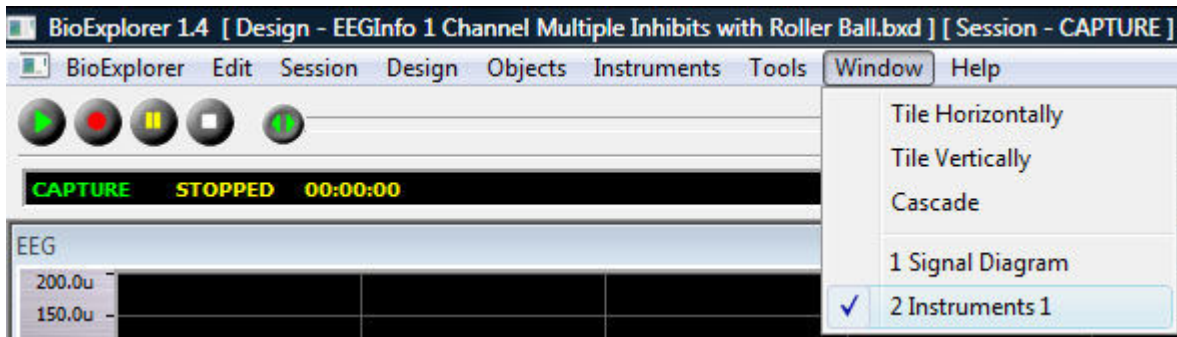 BioExplorer 1.4 [ Design - EEGInfo 1 Channel Multiple Inhibits with Roller Ball.bxd ] [ Session - CAPTURE ]
BioExplorer Edit Session Design Objects Instruments Tools Window Help
Tile Horizontally
Tile Vertically
Cascade
1 Signal Diagram
2 Instruments 1
CAPTURE STOPPED 00:00:00
EEG
200.0u
150.0u